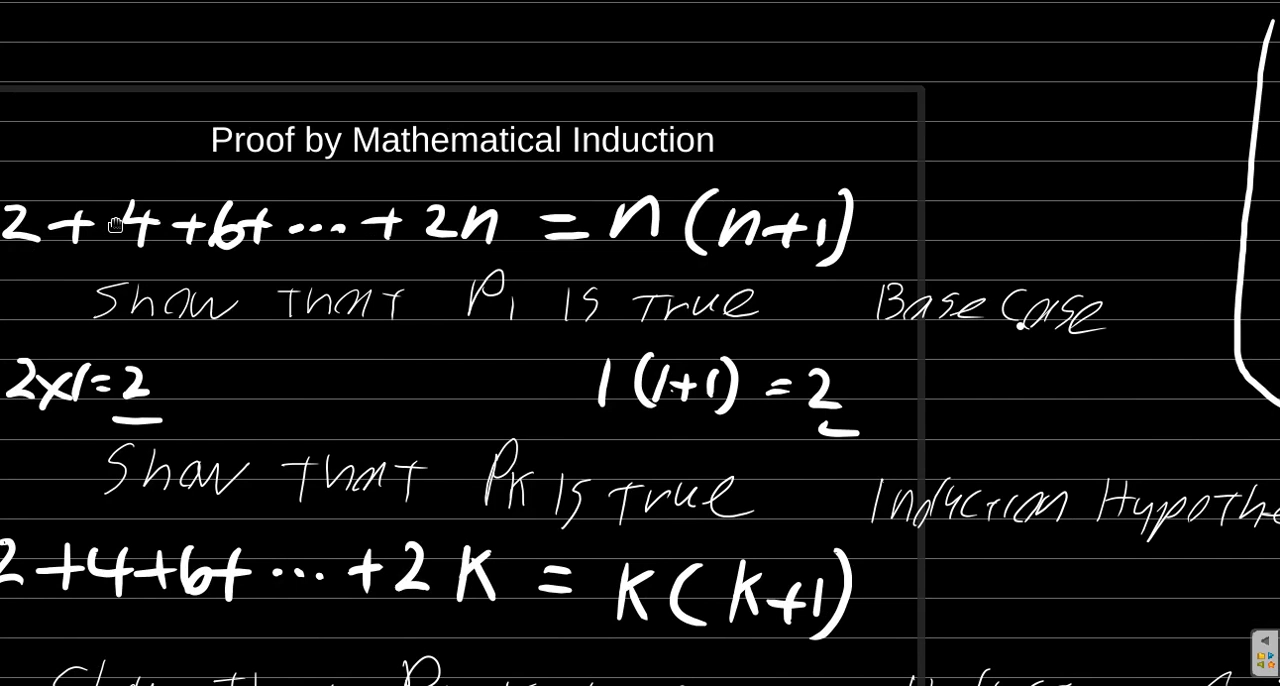 Proof by Mathematical Induction
2 + 4 + 6 + ... + 2n = n (n+1)
Show that P₁ is true Base Case
2x1 = 2 1 (1+1) = 2
Show that Pₖ is true Induction Hypothe
2 + 4 + 6 + ... + 2K = K (K+1)